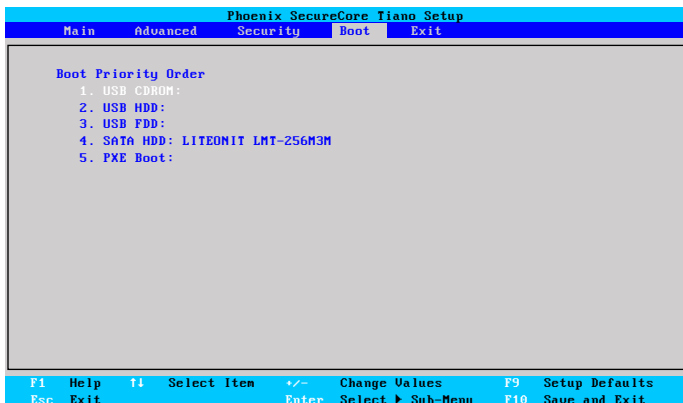 Phoenix SecureCore Tiano Setup
Main Advanced Security Boot Exit
Boot Priority Order
1. USB CDROM:
2. USB HDD:
3. USB FDD:
4. SATA HDD: LITEONIT LMT-256M3M
5. PXE Boot:
F1 Help ↑↓ Select Item +/- Change Values F9 Setup Defaults
Esc Exit Enter Select ▶ Sub-Menu F10 Save and Exit